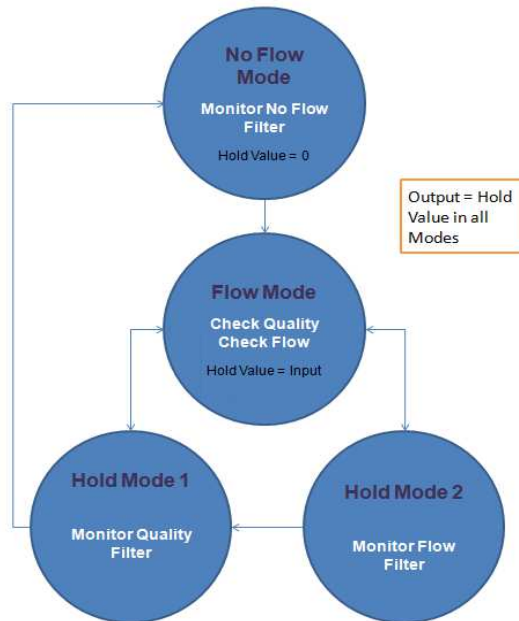 No Flow
Mode
Monitor No Flow
Filter
Hold Value = 0
Output = Hold
Value in all
Modes
Flow Mode
Check Quality
Check Flow
Hold Value = Input
Hold Mode 1
Monitor Quality
Filter
Hold Mode 2
Monitor Flow
Filter